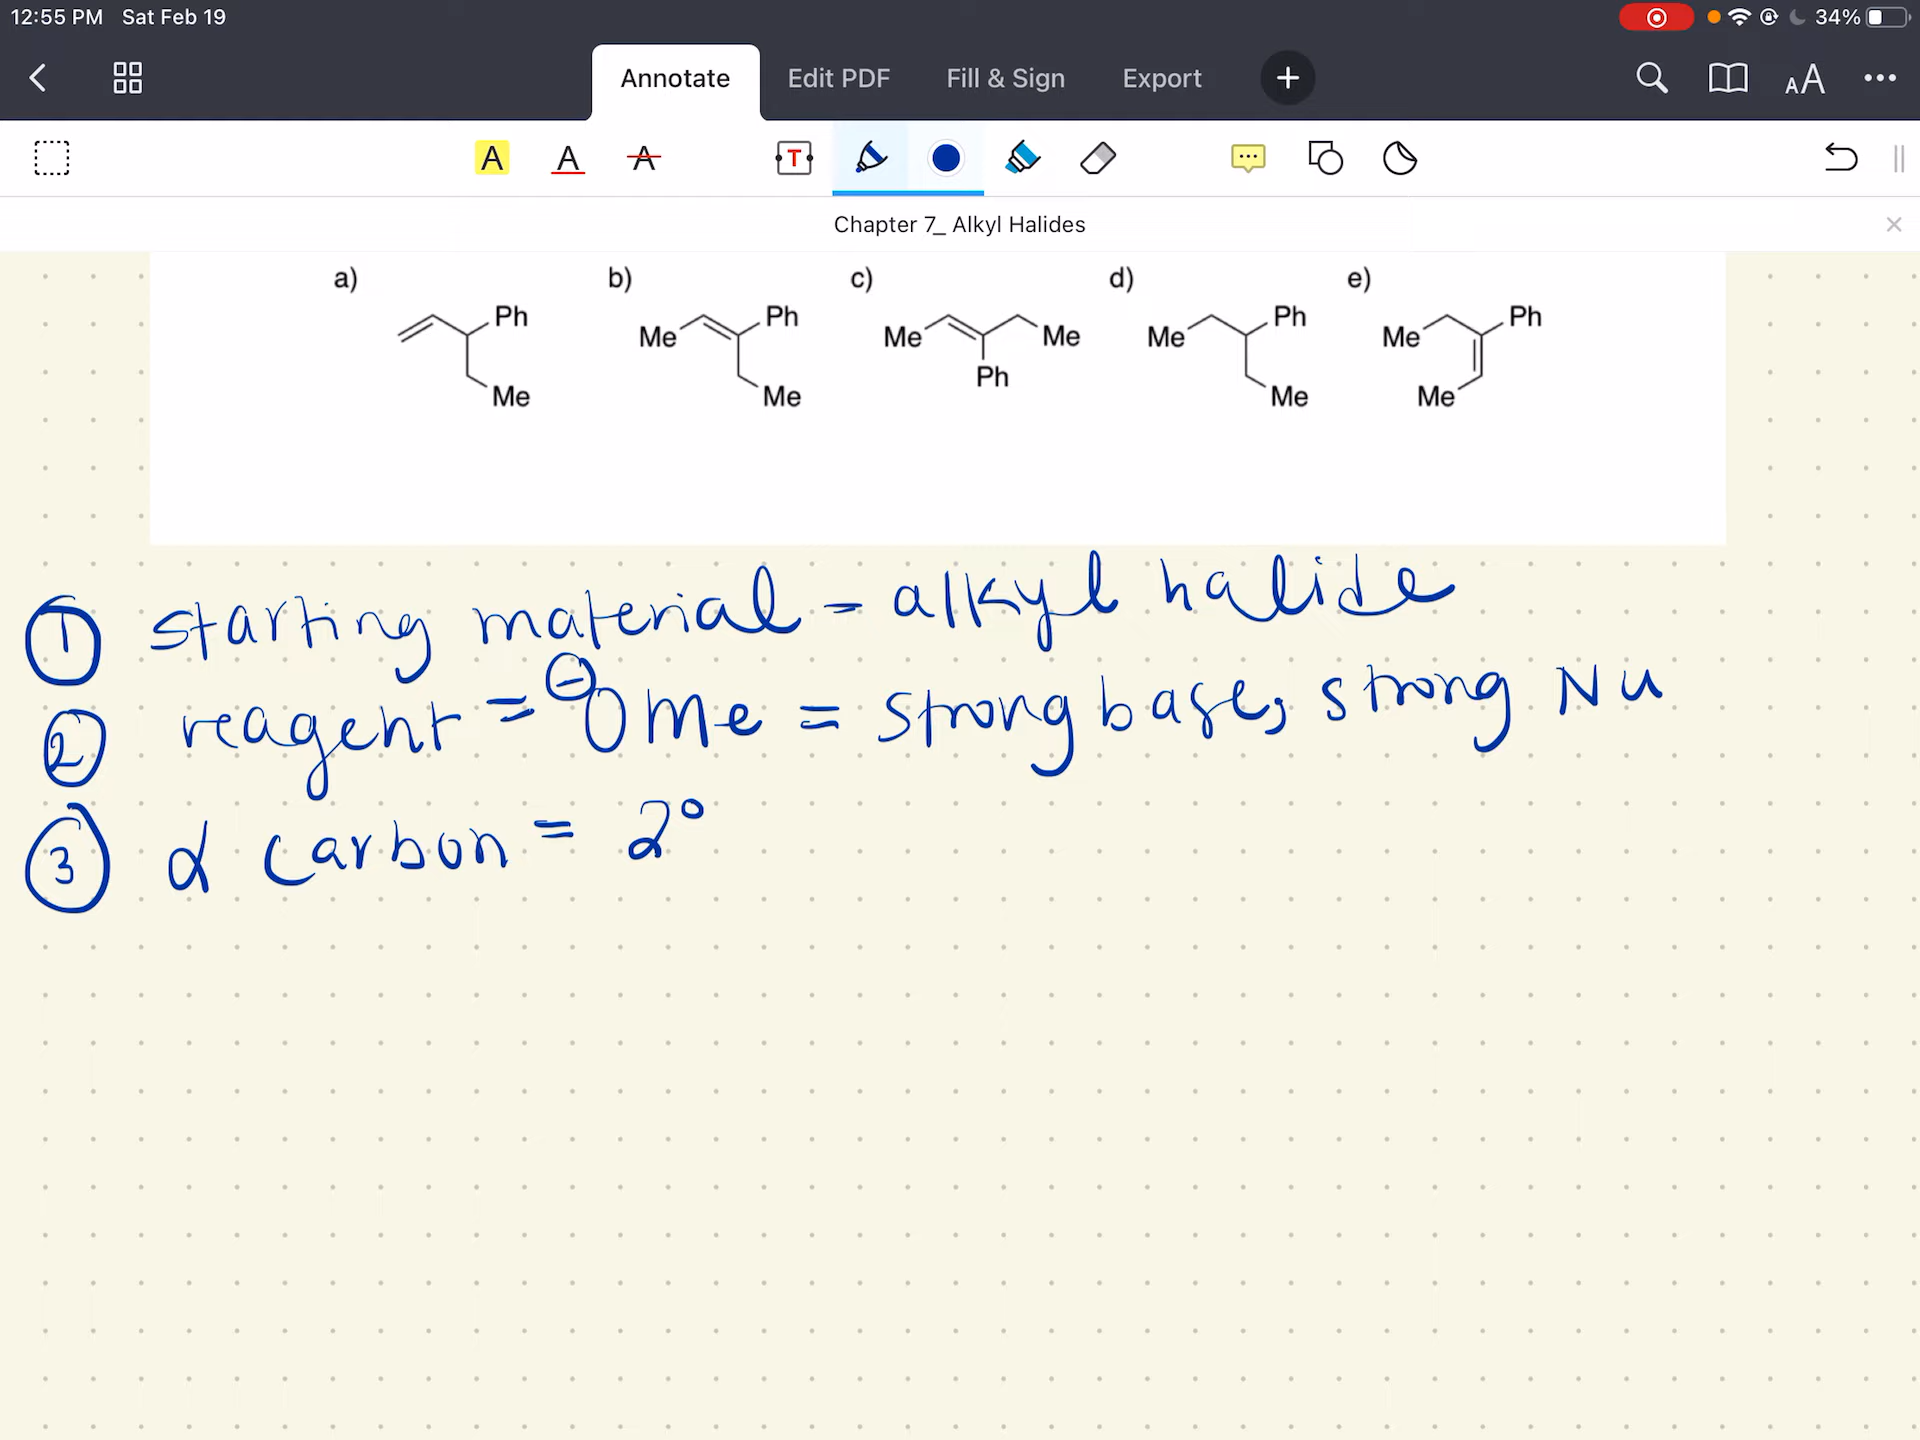 12:55 PM Sat Feb 19 34%
Annotate Edit PDF Fill & Sign Export + AA
A A A T
Chapter 7_ Alkyl Halides
a) b) c) d) e)
Ph Me Me Ph Me Me Ph Me Ph Me Me Ph Me
① starting material - alkyl halide
② reagent = ⊖OMe = strong base, strong Nu
③ α carbon = 2°